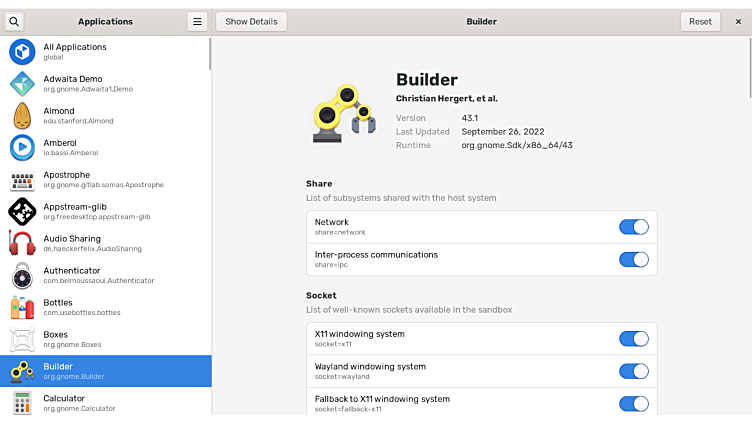 Applications
Show Details
Builder
Reset
All Applications
global
Adwaita Demo
org.gnome.Adwaita1.Demo
Almond
edu.stanford.Almond
Amberol
io.bassi.Amberol
Apostrophe
org.gnome.gitlab.somas.Apostrophe
Appstream-glib
org.freedesktop.appstream-glib
Audio Sharing
de.haeckerfelix.AudioSharing
Authenticator
com.belmoussaoui.Authenticator
Bottles
com.usebottles.bottles
Boxes
org.gnome.Boxes
Builder
org.gnome.Builder
Calculator
org.gnome.Calculator
Builder
Christian Hergert, et al.
Version 43.1
Last Updated September 26, 2022
Runtime org.gnome.Sdk/x86_64/43
Share
List of subsystems shared with the host system
Network
share=network
Inter-process communications
share=ipc
Socket
List of well-known sockets available in the sandbox
X11 windowing system
socket=x11
Wayland windowing system
socket=wayland
Fallback to X11 windowing system
socket=fallback-x11